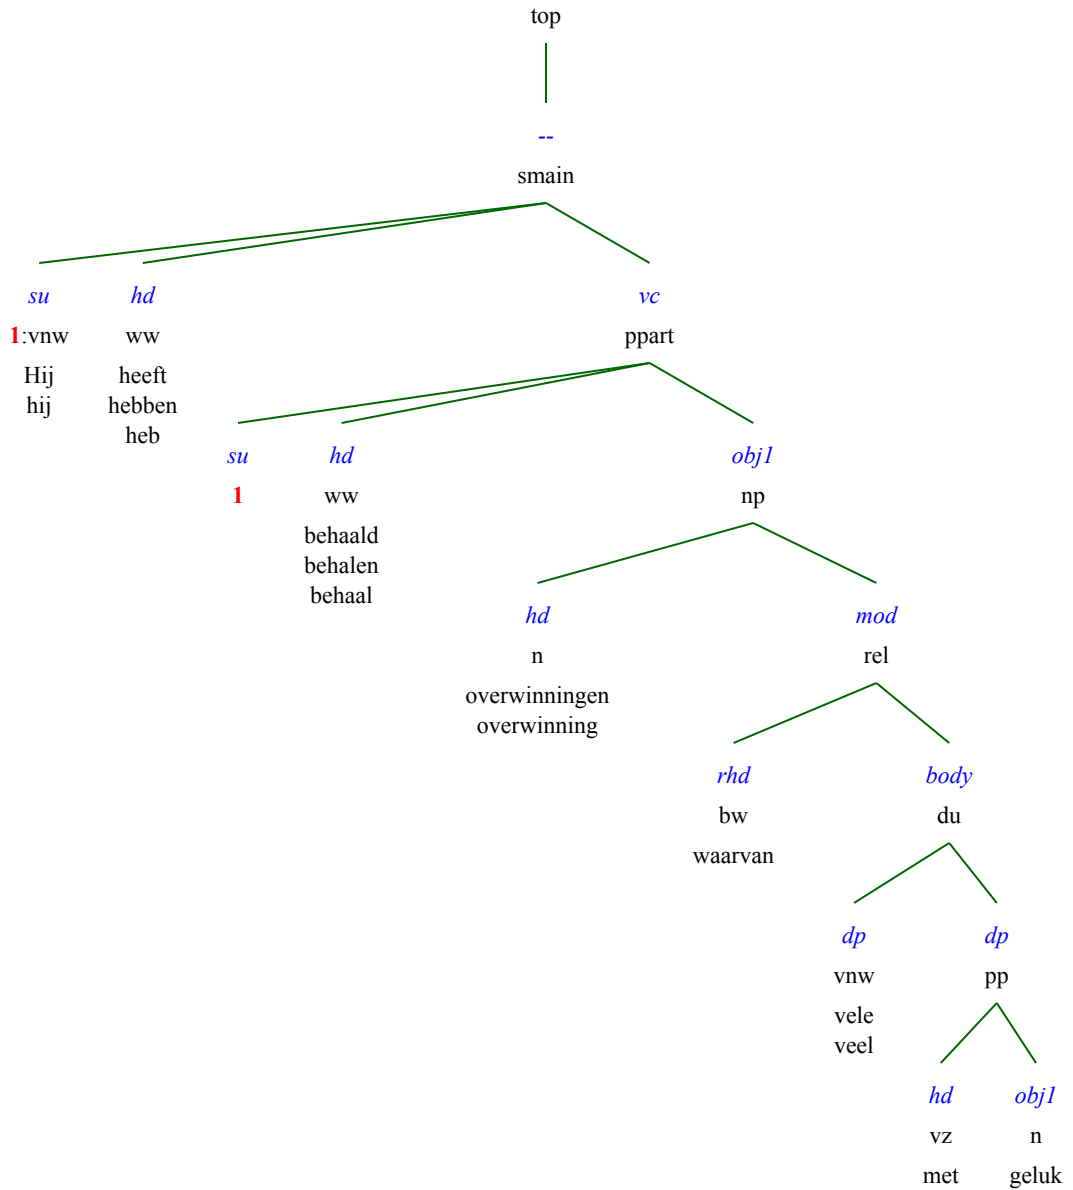 top
--
smain
su hd vc
1:vnw ww ppart
Hij heeft
hij hebben
heb
su hd obj1
1 ww np
behaald
behalen
behaal
hd mod
n rel
overwinningen
overwinning
rhd body
bw du
waarvan
dp dp
vnw pp
vele
veel
hd obj1
vz n
met geluk